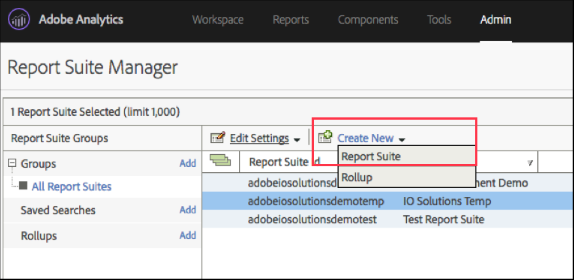 Adobe Analytics Workspace Reports Components Tools Admin
Report Suite Manager
1 Report Suite Selected (limit 1,000)
Report Suite Groups Edit Settings Create New
Groups Add Report Suite Id
Report Suite
Rollup
All Report Suites adobeiosolutionsdem ment Demo
Saved Searches Add adobeiosolutionsdemotemp IO Solutions Temp
Rollups Add adobeiosolutionsdemotest Test Report Suite